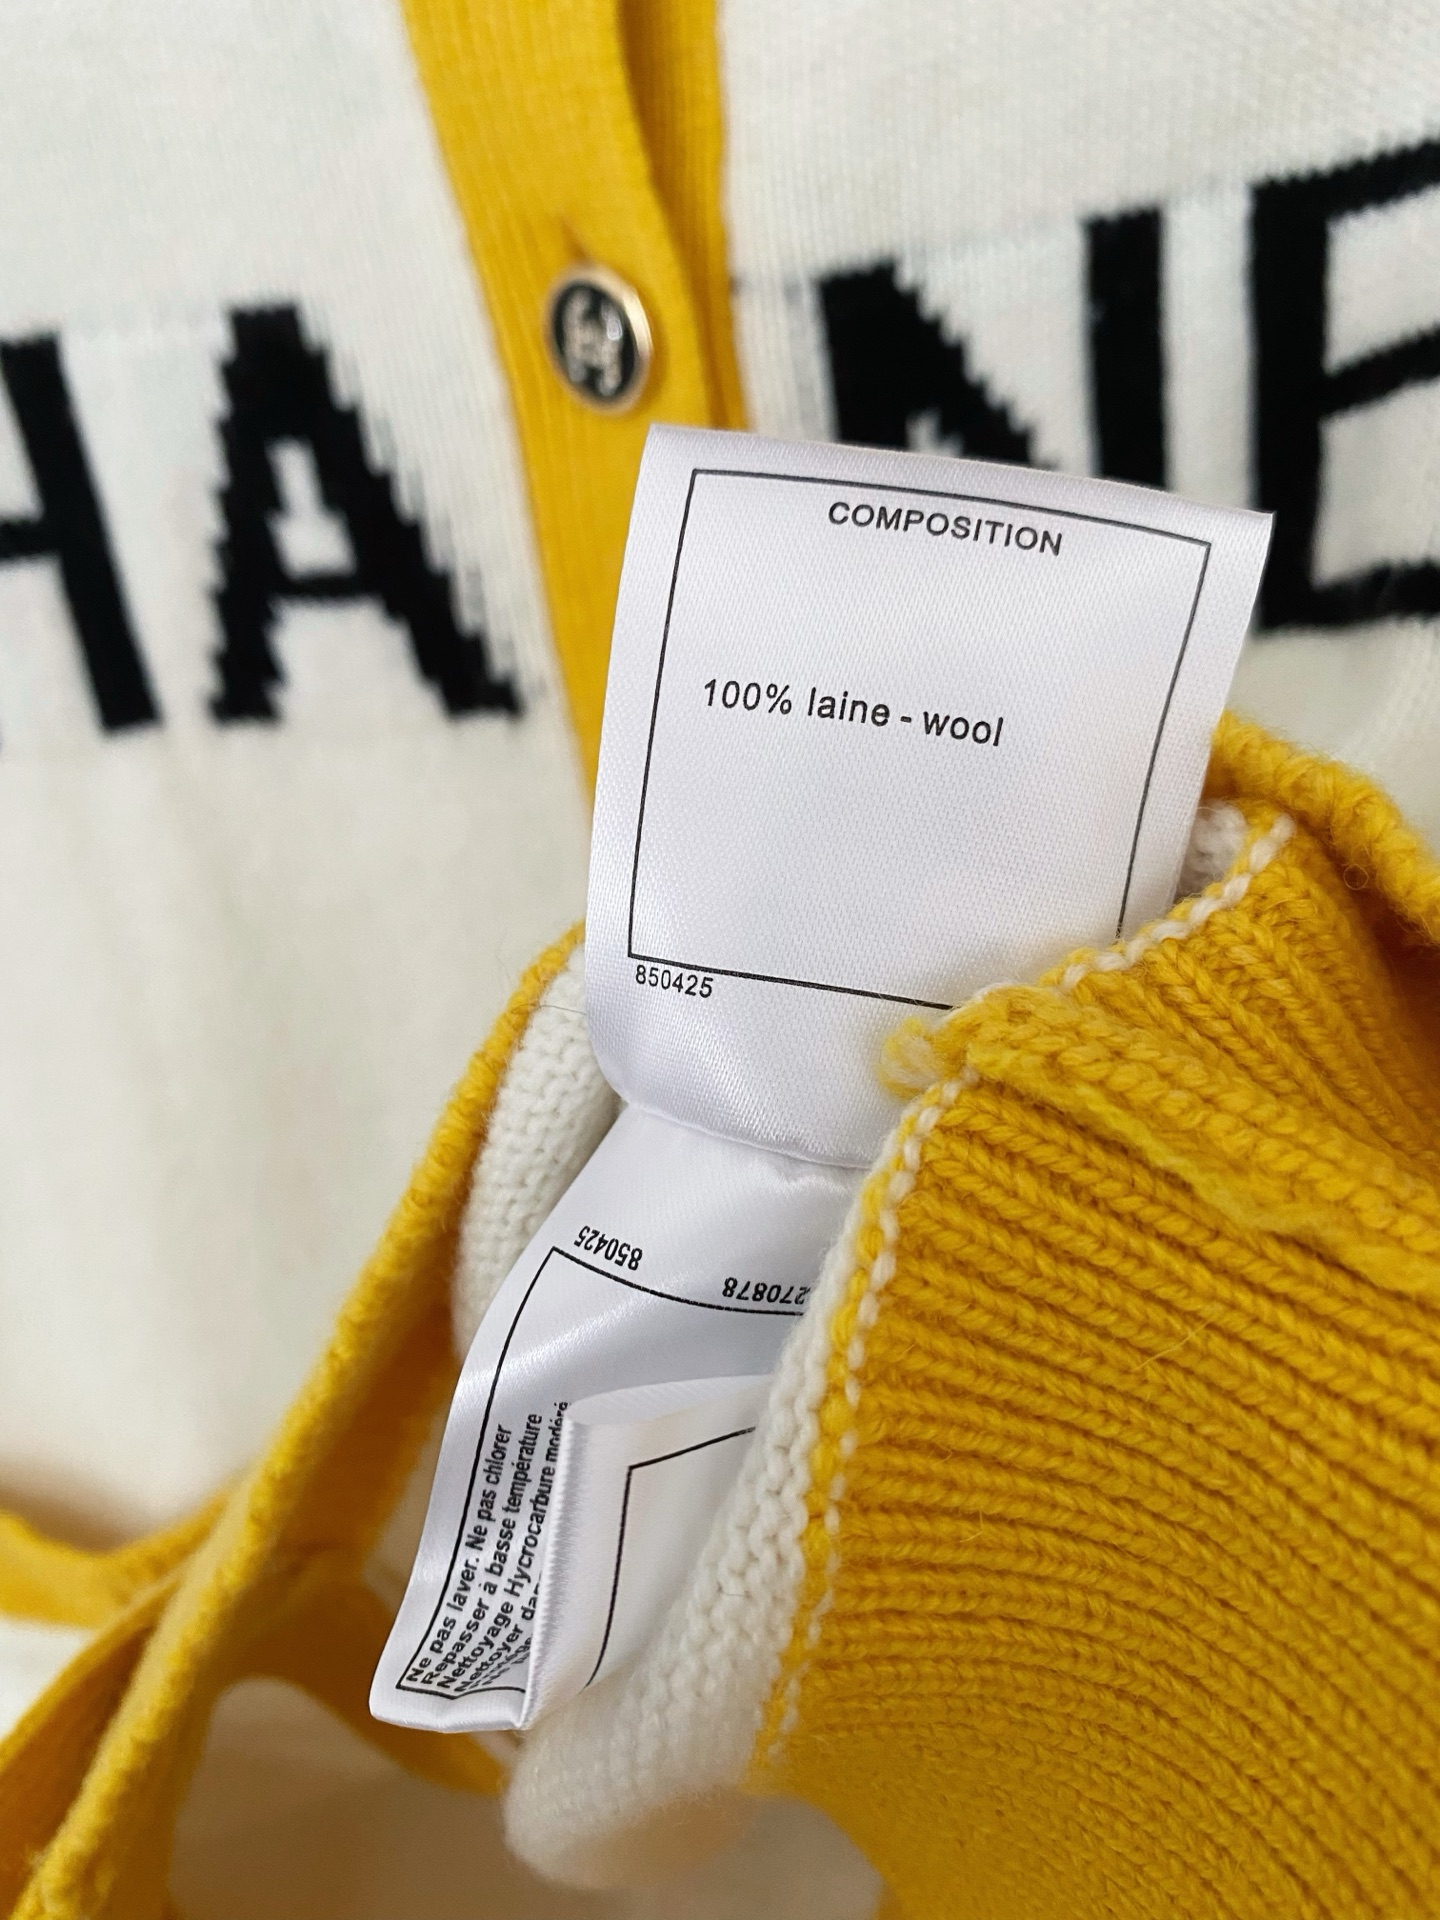 HANE
COMPOSITION
100% laine - wool
850425
850425
270878
Ne pas laver. Ne pas chlorer
Repasser à basse température
Nettoyage Hycrocarbure modéré
Nettoyer